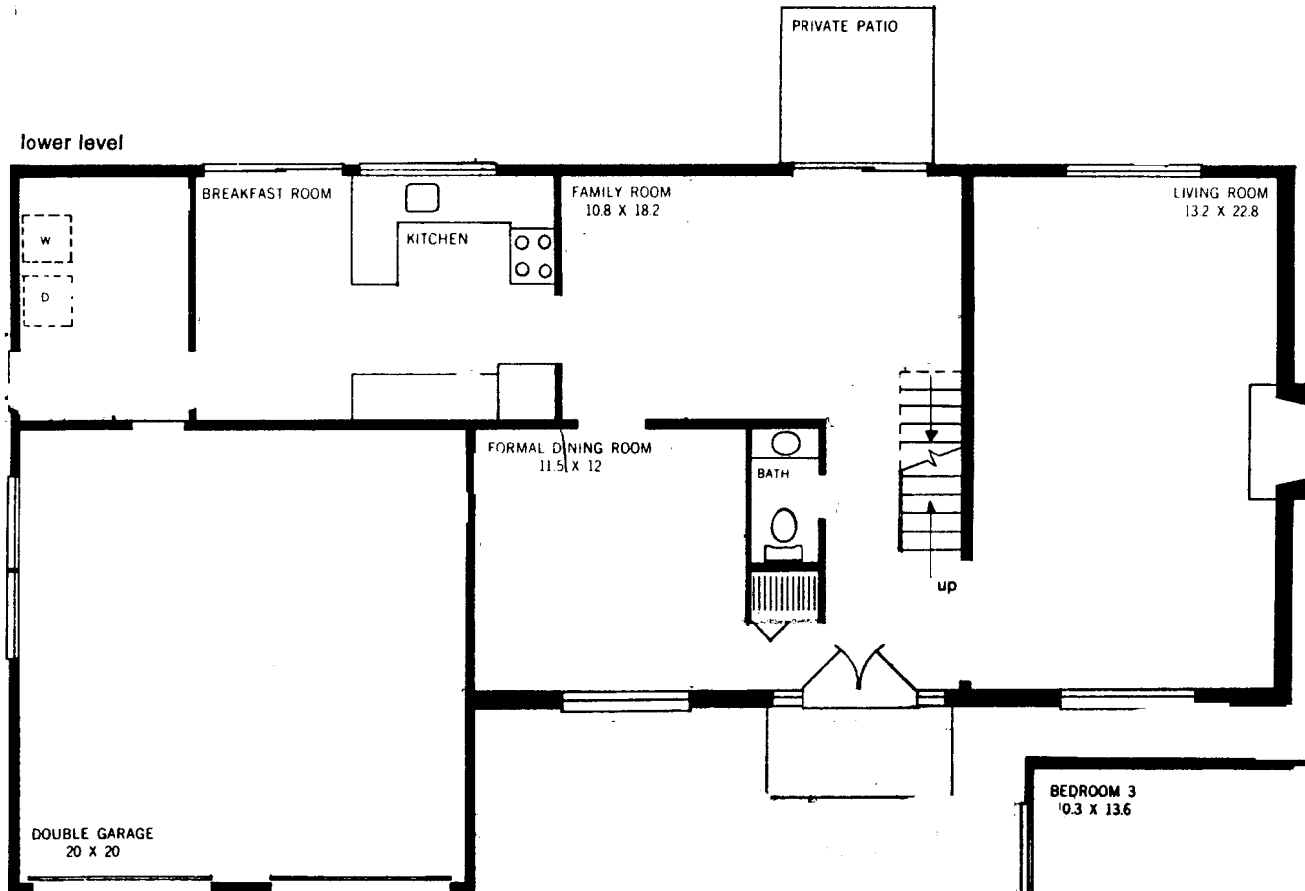 PRIVATE PATIO
lower level
BREAKFAST ROOM
FAMILY ROOM
10.8 X 18.2
LIVING ROOM
13.2 X 22.8
W
KITCHEN
D
FORMAL DINING ROOM
11.5 X 12
BATH
up
BEDROOM 3
0.3 X 13.6
DOUBLE GARAGE
20 X 20